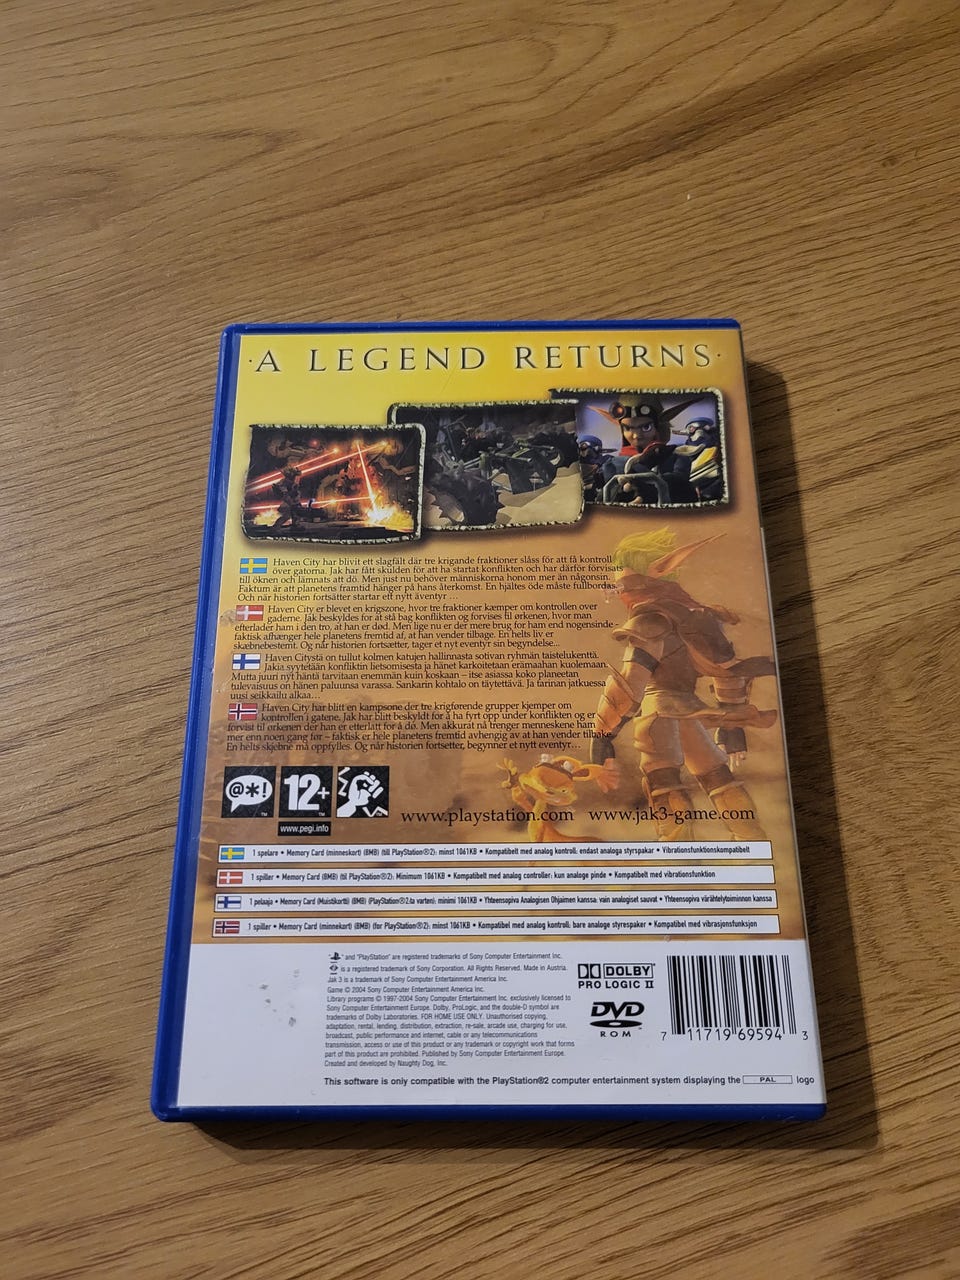 · A LEGEND RETURNS ·
Haven City har blivit ett slagfält där tre krigande fraktioner slåss för att få kontroll
över gatorna. Jak har fått skulden för att ha startat konflikten och har därför förvisats
till öknen och lämnats att dö. Men just nu behöver människorna honom mer än någonsin.
Faktum är att planetens framtid hänger på hans återkomst. En hjältes öde måste fullbordas.
Och när historien fortsätter startar ett nytt äventyr ...
Haven City er blevet en krigszone, hvor tre fraktioner kæmper om kontrollen over
gaderne. Jak beskyldes for at stå bag konflikten og forvises til ørkenen, hvor man
efterlader ham i den tro, at han er død. Men lige nu er der mere brug for ham end nogensinde -
faktisk afhænger hele planetens fremtid af, at han vender tilbage. En helts liv er
skæbnebestemt. Og når historien fortsætter, tager et nyt eventyr sin begyndelse...
Haven Citystä on tullut kolmen katujen hallinnasta sotivan ryhmän taistelukenttä.
Jakia syytetään konfliktin lietsomisesta ja hänet karkoitetaan erämaahan kuolemaan.
Mutta juuri nyt häntä tarvitaan enemmän kuin koskaan – itse asiassa koko planeetan
tulevaisuus on hänen paluunsa varassa. Sankarin kohtalo on täytettävä. Ja tarinan jatkuessa
uusi seikkailu alkaa...
Haven City har blitt en kampsone der tre krigførende grupper kjemper om
kontrollen i gatene. Jak har blitt beskyldt for å ha fyrt opp under konflikten og er
forvist til ørkenen der han er etterlatt for å dø. Men akkurat nå trenger menneskene ham
mer enn noen gang før – faktisk er hele planetens fremtid avhengig av at han vender tilbake.
En helts skjebne må oppfylles. Og når historien fortsetter, begynner et nytt eventyr...
@*!
12+
www.pegi.info
www.playstation.com www.jak3-game.com
1 spelare • Memory Card (minneskort) (8MB) (till PlayStation®2): minst 1061KB • Kompatibelt med analog kontroll: endast analoga styrspakar • Vibrationsfunktionskompatibelt
1 spiller • Memory Card (8MB) (til PlayStation®2): Minimum 1061KB • Kompatibelt med analog controller: kun analoge pinde • Kompatibelt med vibrationsfunktion
1 pelaaja • Memory Card (Muistikortti) (8MB) (PlayStation®2:ta varten): minimi 1061KB • Yhteensopiva Analogisen Ohjaimen kanssa: vain analogiset sauvat • Yhteensopiva värähtelytoiminnon kanssa
1 spiller • Memory Card (minnekort) (8MB) (for PlayStation®2): minst 1061KB • Kompatibel med analog kontroll: bare analoge styrespaker • Kompatibel med vibrasjonsfunksjon
" and "PlayStation" are registered trademarks of Sony Computer Entertainment Inc.
is a registered trademark of Sony Corporation. All Rights Reserved. Made in Austria.
Jak 3 is a trademark of Sony Computer Entertainment America Inc.
Game © 2004 Sony Computer Entertainment America Inc.
Library programs © 1997-2004 Sony Computer Entertainment Inc. exclusively licensed to
Sony Computer Entertainment Europe. Dolby, ProLogic, and the double-D symbol are
trademarks of Dolby Laboratories. FOR HOME USE ONLY. Unauthorised copying,
adaptation, rental, lending, distribution, extraction, re-sale, arcade use, charging for use,
broadcast, public performance and internet, cable or any telecommunications
transmission, access or use of this product or any trademark or copyright work that forms
part of this product are prohibited. Published by Sony Computer Entertainment Europe.
Created and developed by Naughty Dog, Inc.
DOLBY
PRO LOGIC II
DVD
ROM
7 11719 69594 3
This software is only compatible with the PlayStation®2 computer entertainment system displaying the PAL logo